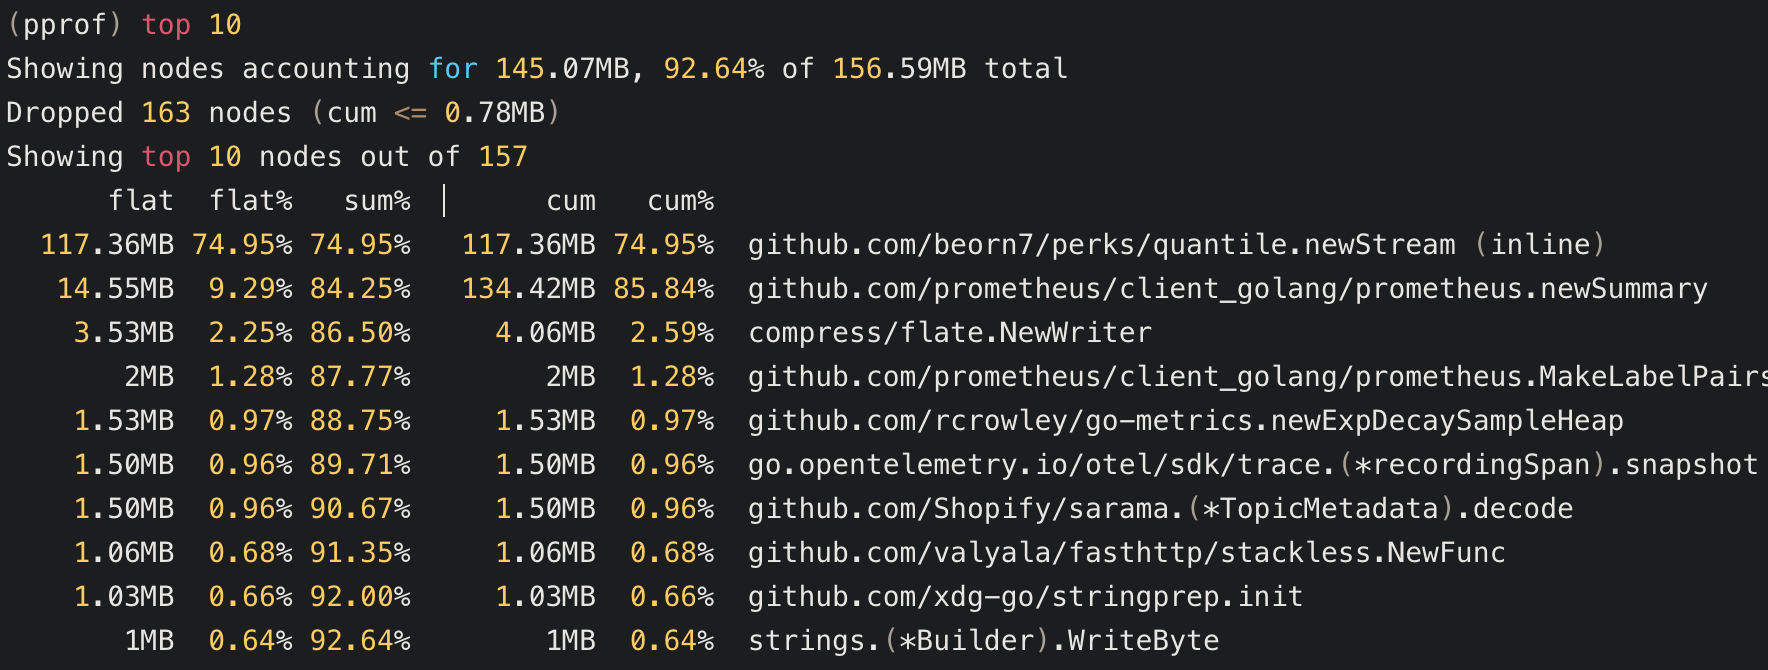 (pprof) top 10
Showing nodes accounting for 145.07MB, 92.64% of 156.59MB total
Dropped 163 nodes (cum <= 0.78MB)
Showing top 10 nodes out of 157
flat flat% sum% cum cum%
117.36MB 74.95% 74.95% 117.36MB 74.95% github.com/beorn7/perks/quantile.newStream (inline)
14.55MB 9.29% 84.25% 134.42MB 85.84% github.com/prometheus/client_golang/prometheus.newSummary
3.53MB 2.25% 86.50% 4.06MB 2.59% compress/flate.NewWriter
2MB 1.28% 87.77% 2MB 1.28% github.com/prometheus/client_golang/prometheus.MakeLabelPairs
1.53MB 0.97% 88.75% 1.53MB 0.97% github.com/rcrowley/go-metrics.newExpDecaySampleHeap
1.50MB 0.96% 89.71% 1.50MB 0.96% go.opentelemetry.io/otel/sdk/trace.(*recordingSpan).snapshot
1.50MB 0.96% 90.67% 1.50MB 0.96% github.com/Shopify/sarama.(*TopicMetadata).decode
1.06MB 0.68% 91.35% 1.06MB 0.68% github.com/valyala/fasthttp/stackless.NewFunc
1.03MB 0.66% 92.00% 1.03MB 0.66% github.com/xdg-go/stringprep.init
1MB 0.64% 92.64% 1MB 0.64% strings.(*Builder).WriteByte